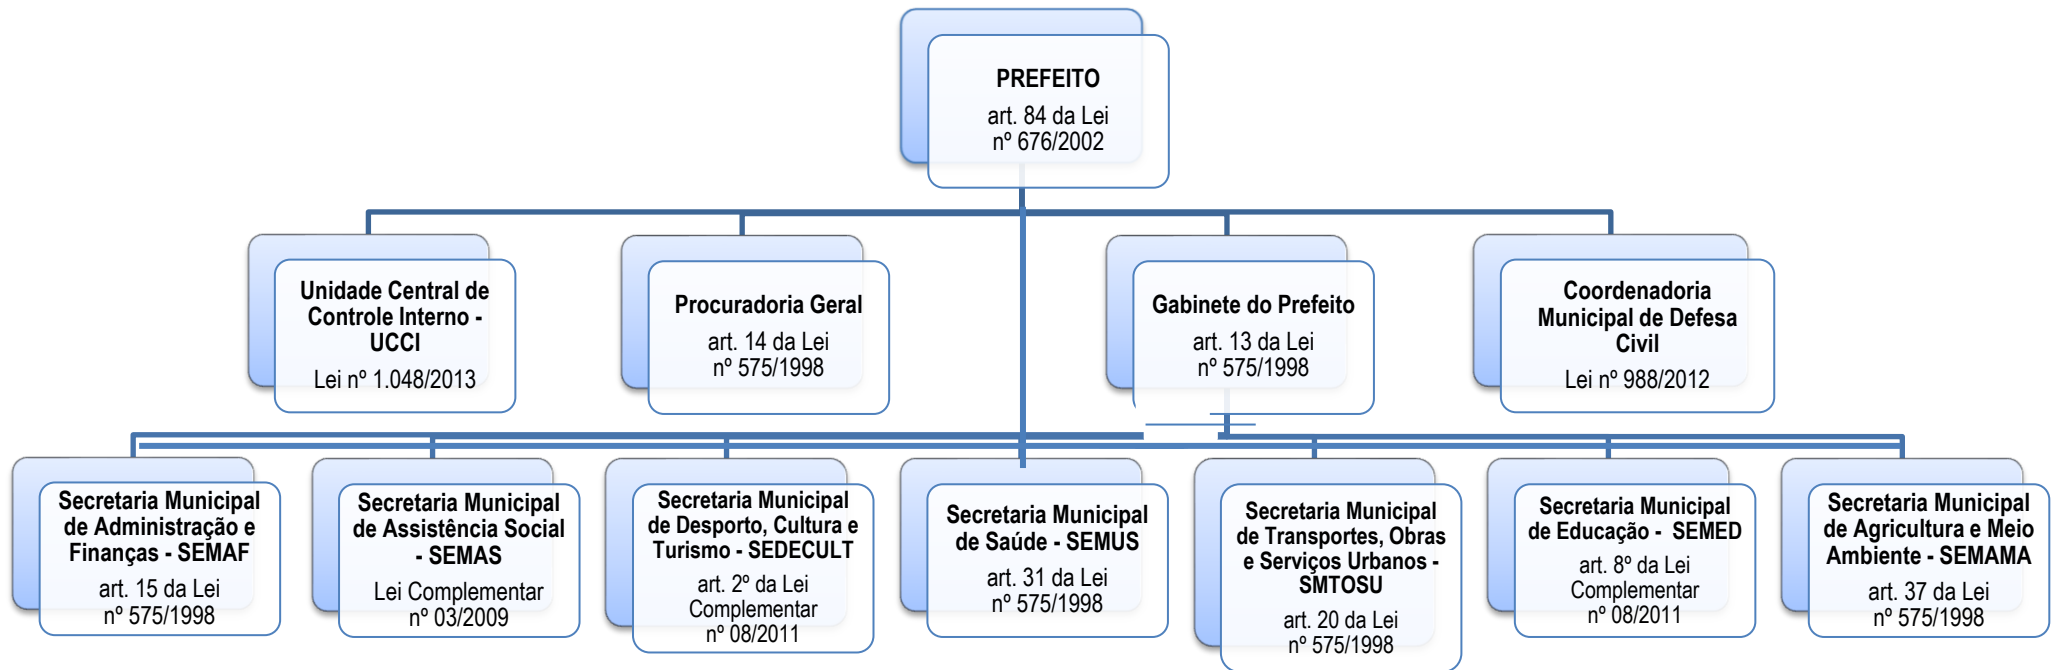 PREFEITO
art. 84 da Lei
nº 676/2002
Unidade Central de
Controle Interno -
UCCI
Lei nº 1.048/2013
Procuradoria Geral
art. 14 da Lei
nº 575/1998
Gabinete do Prefeito
art. 13 da Lei
nº 575/1998
Coordenadoria
Municipal de Defesa
Civil
Lei nº 988/2012
Secretaria Municipal
de Administração e
Finanças - SEMAF
art. 15 da Lei
nº 575/1998
Secretaria Municipal
de Assistência Social
- SEMAS
Lei Complementar
nº 03/2009
Secretaria Municipal
de Desporto, Cultura e
Turismo - SEDECULT
art. 2º da Lei
Complementar
nº 08/2011
Secretaria Municipal
de Saúde - SEMUS
art. 31 da Lei
nº 575/1998
Secretaria Municipal
de Transportes, Obras
e Serviços Urbanos -
SMTOSU
art. 20 da Lei
nº 575/1998
Secretaria Municipal
de Educação - SEMED
art. 8º da Lei
Complementar
nº 08/2011
Secretaria Municipal
de Agricultura e Meio
Ambiente - SEMAMA
art. 37 da Lei
nº 575/1998